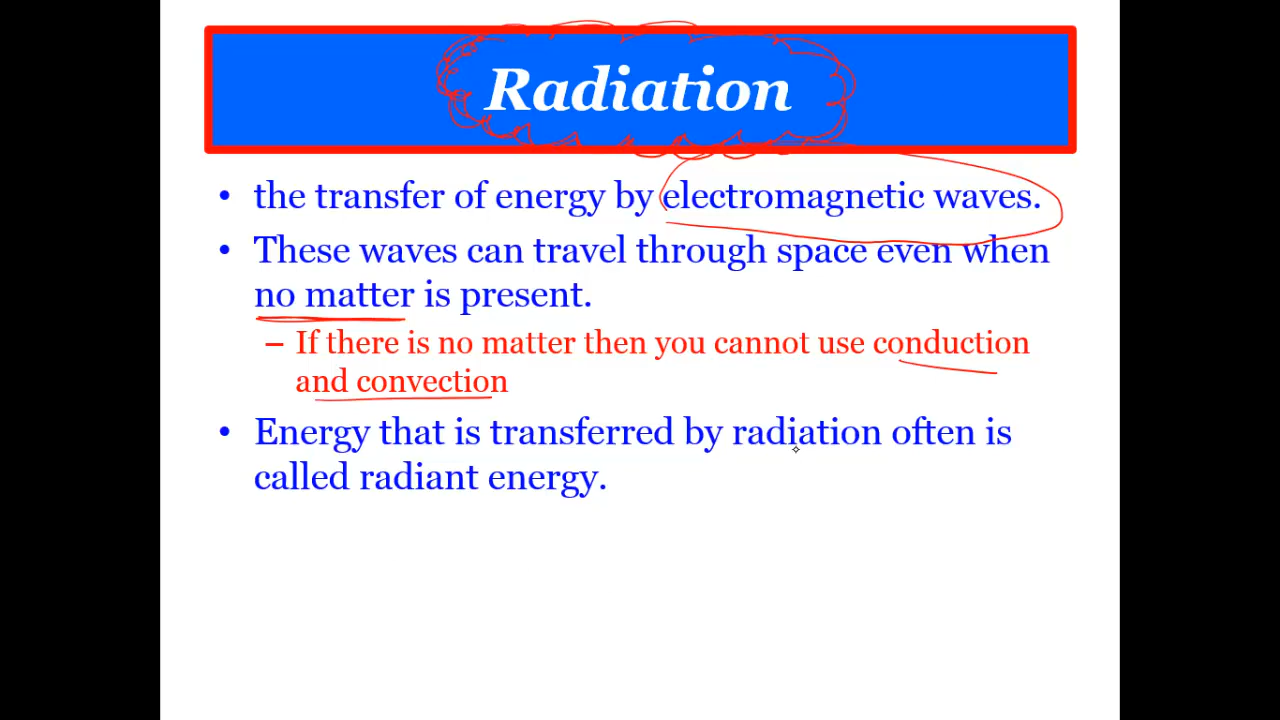 Radiation
• the transfer of energy by electromagnetic waves.
• These waves can travel through space even when
no matter is present.
– If there is no matter then you cannot use conduction
and convection
• Energy that is transferred by radiation often is
called radiant energy.